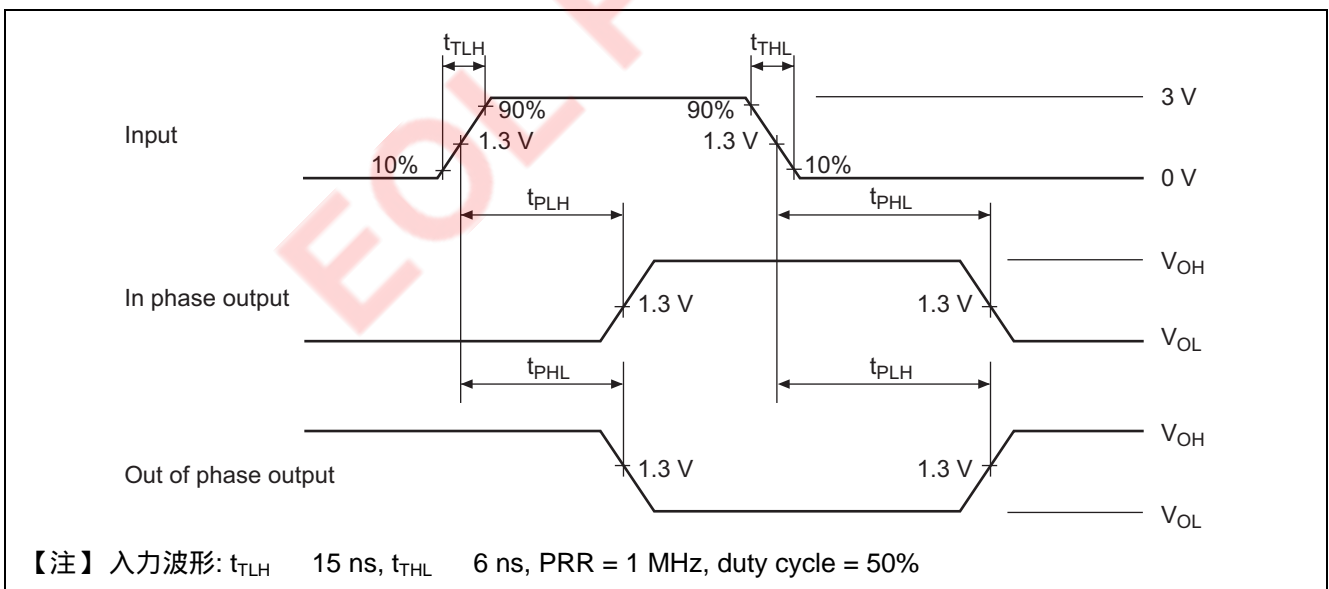 tTLH tTHL
90% 90% 3 V
Input 1.3 V 1.3 V
10% 10% 0 V
tPLH tPHL
VOH
In phase output 1.3 V 1.3 V
VOL
tPHL tPLH
VOH
Out of phase output 1.3 V 1.3 V
VOL
【注】入力波形: tTLH 15 ns, tTHL 6 ns, PRR = 1 MHz, duty cycle = 50%
EOL